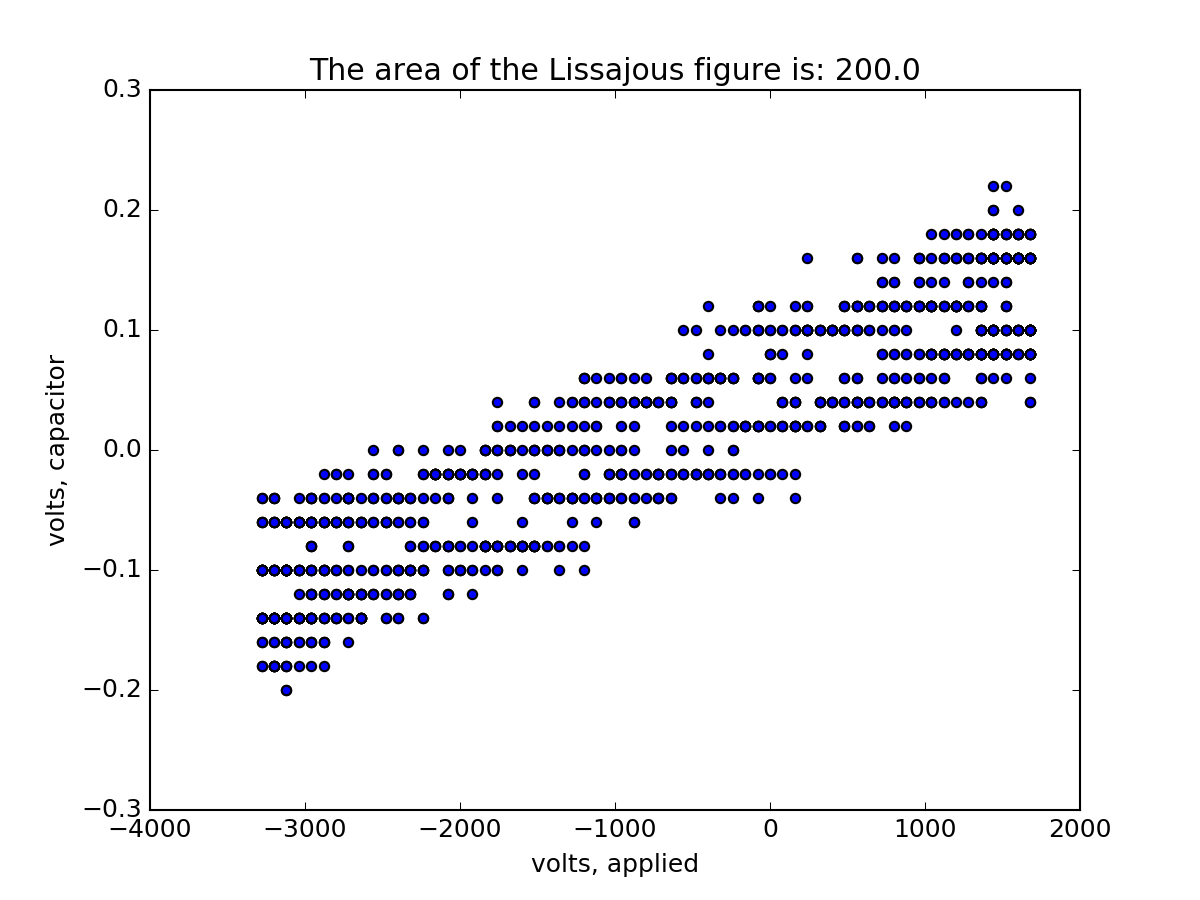 The area of the Lissajous figure is: 200.0
0.3
0.2
0.1
0.0
−0.1
−0.2
−0.3
volts, capacitor
−4000 −3000 −2000 −1000 0 1000 2000
volts, applied